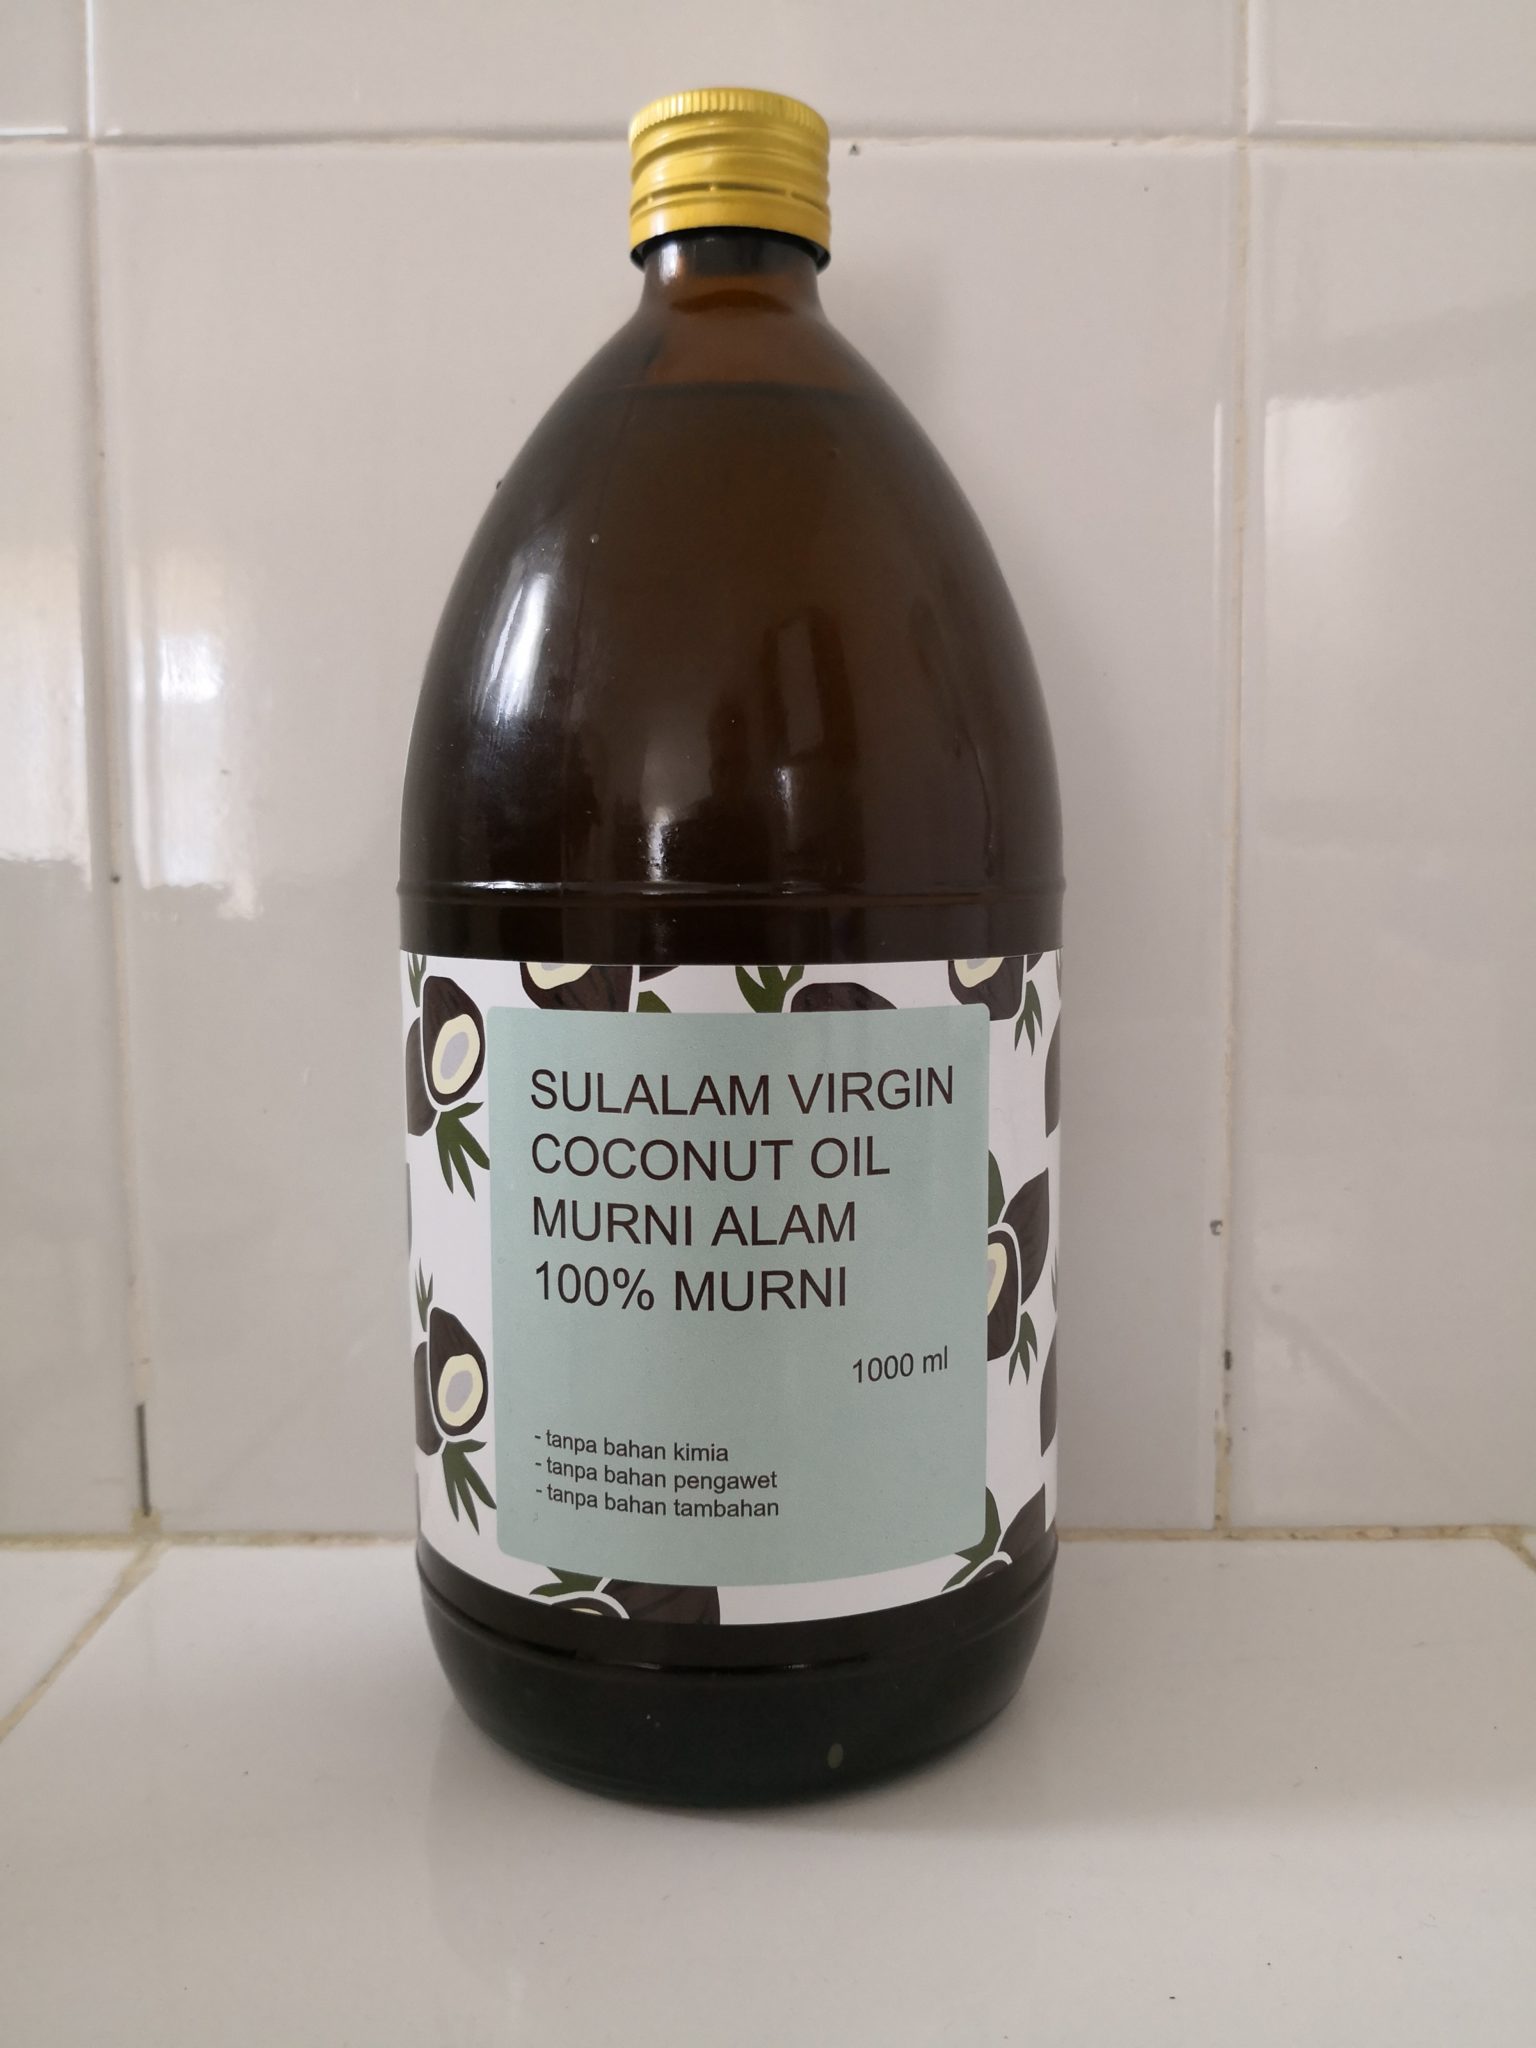 SULALAM VIRGIN
COCONUT OIL
MURNI ALAM
100% MURNI
1000 ml
- tanpa bahan kimia
- tanpa bahan pengawet
- tanpa bahan tambahan